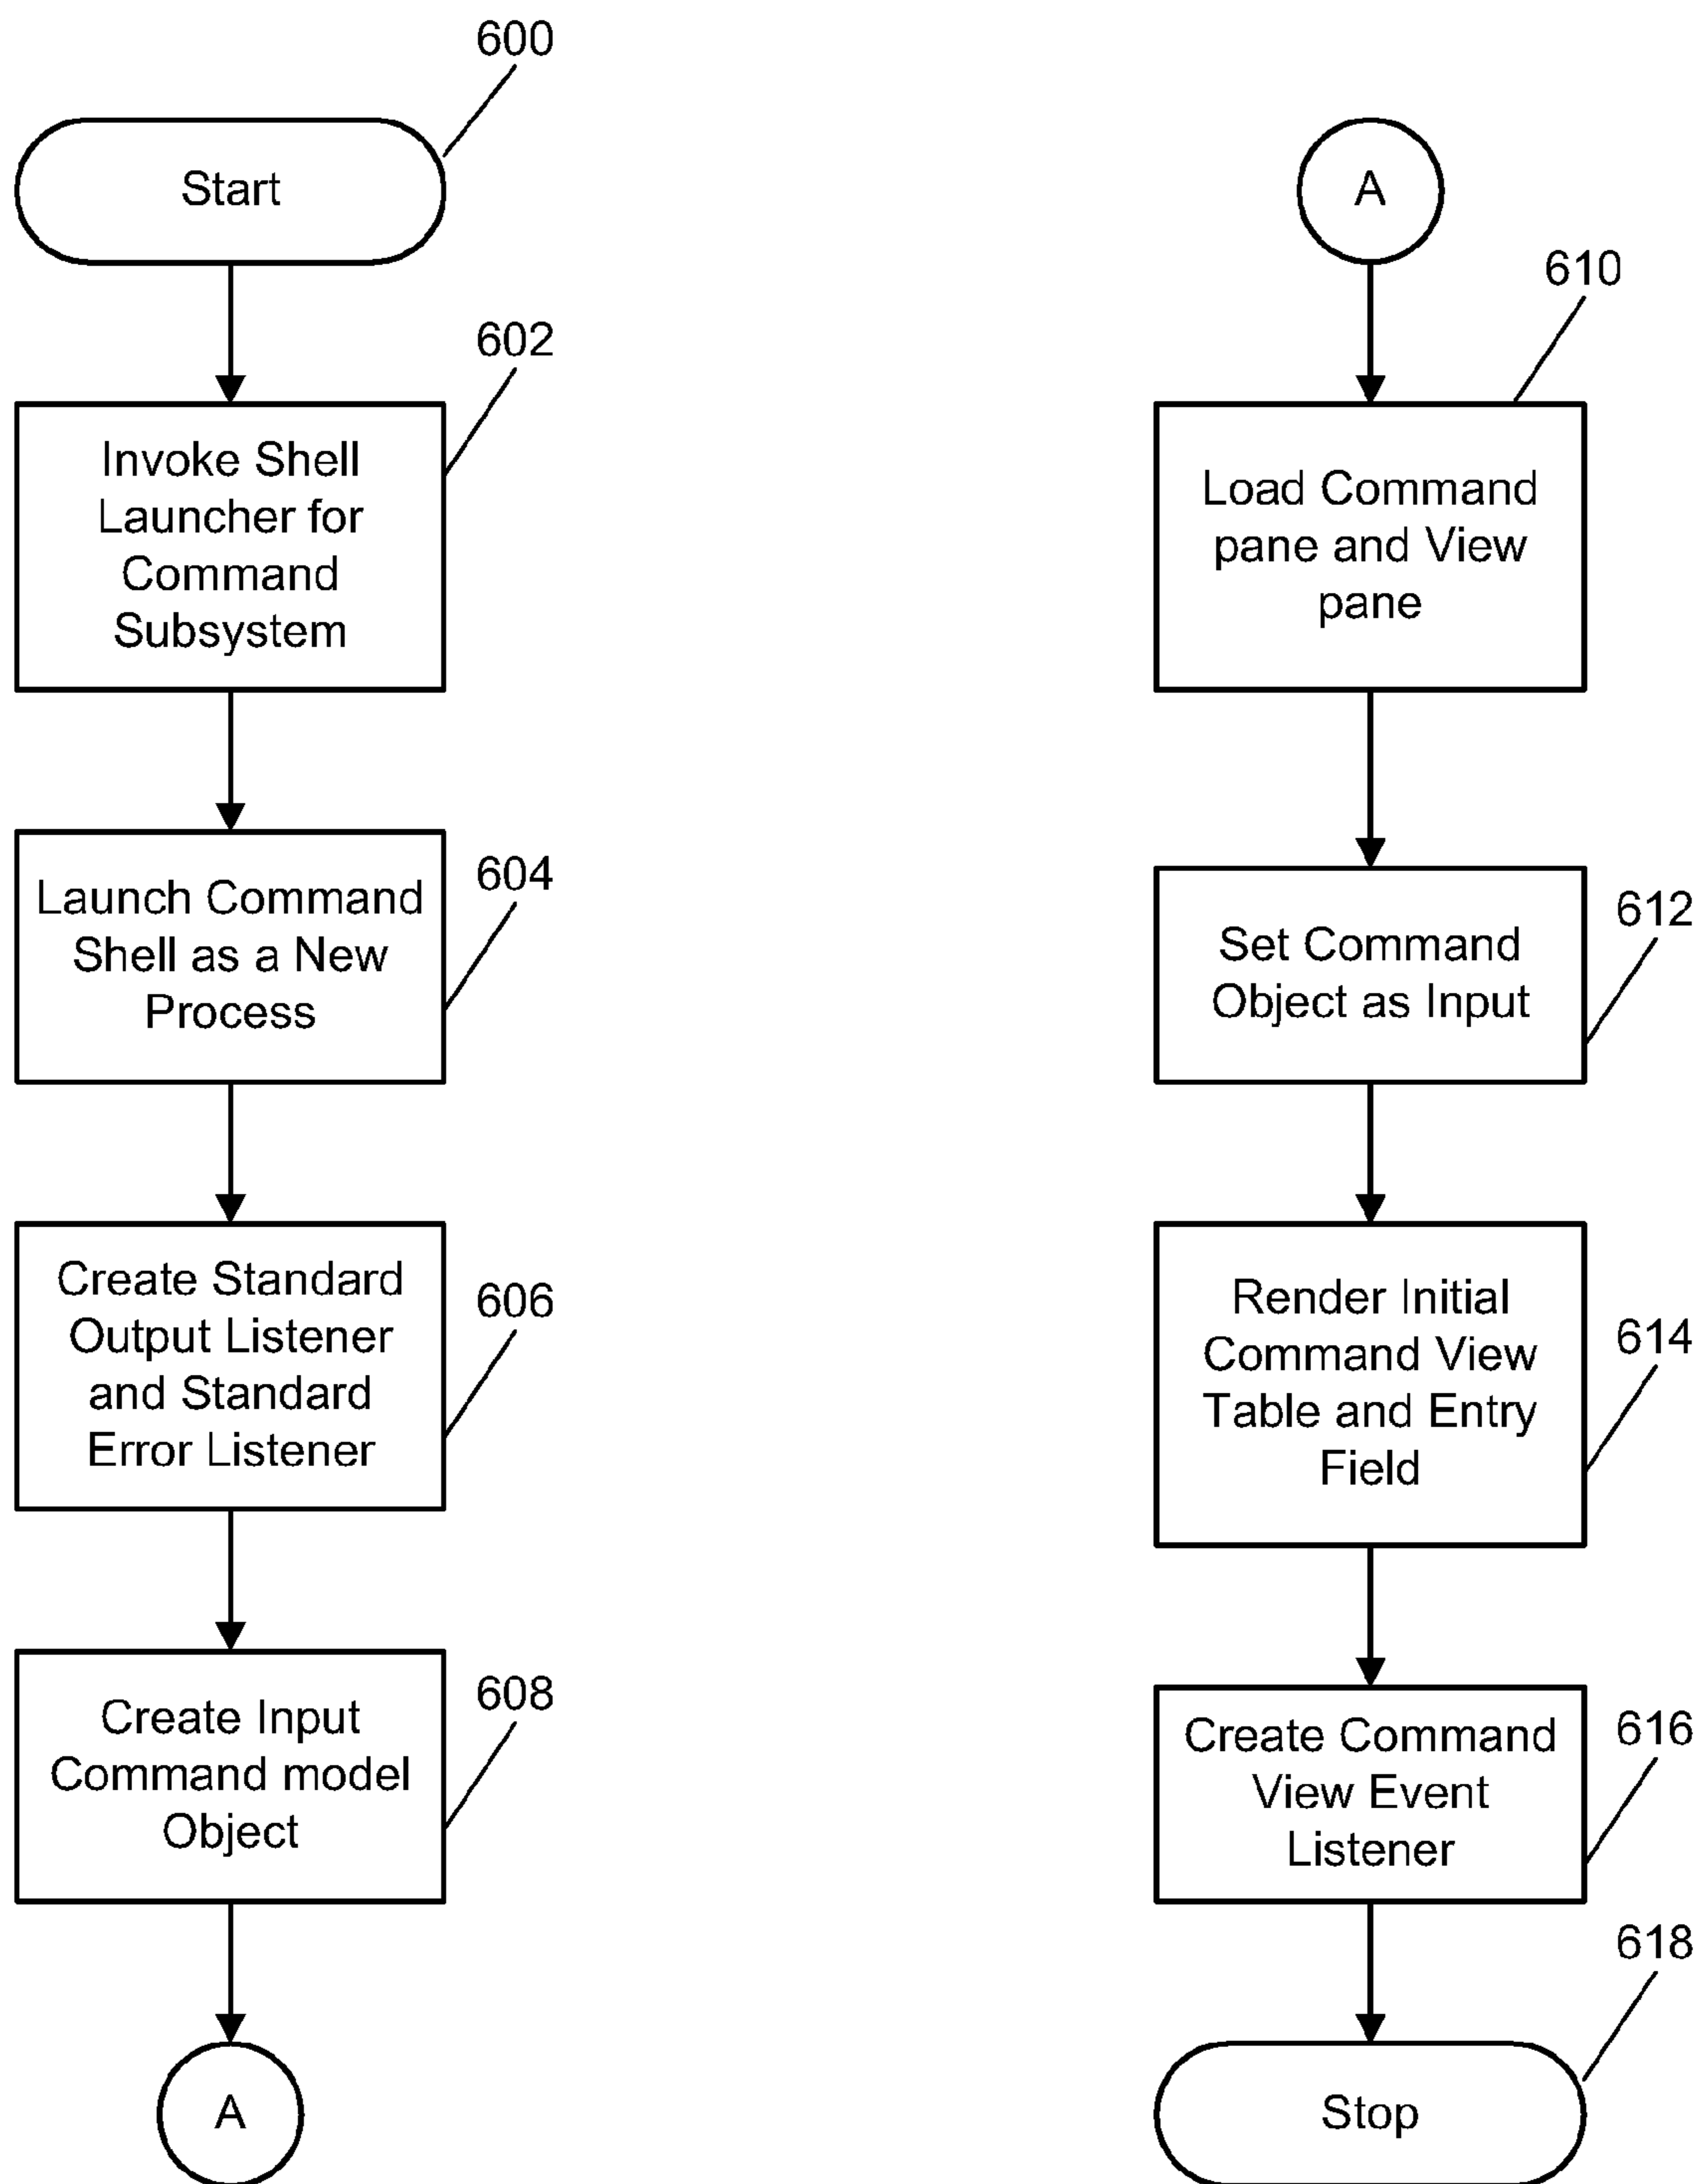 600
Start
602
Invoke Shell
Launcher for
Command
Subsystem
604
Launch Command
Shell as a New
Process
606
Create Standard
Output Listener
and Standard
Error Listener
608
Create Input
Command model
Object
A
A
610
Load Command
pane and View
pane
612
Set Command
Object as Input
614
Render Initial
Command View
Table and Entry
Field
616
Create Command
View Event
Listener
618
Stop